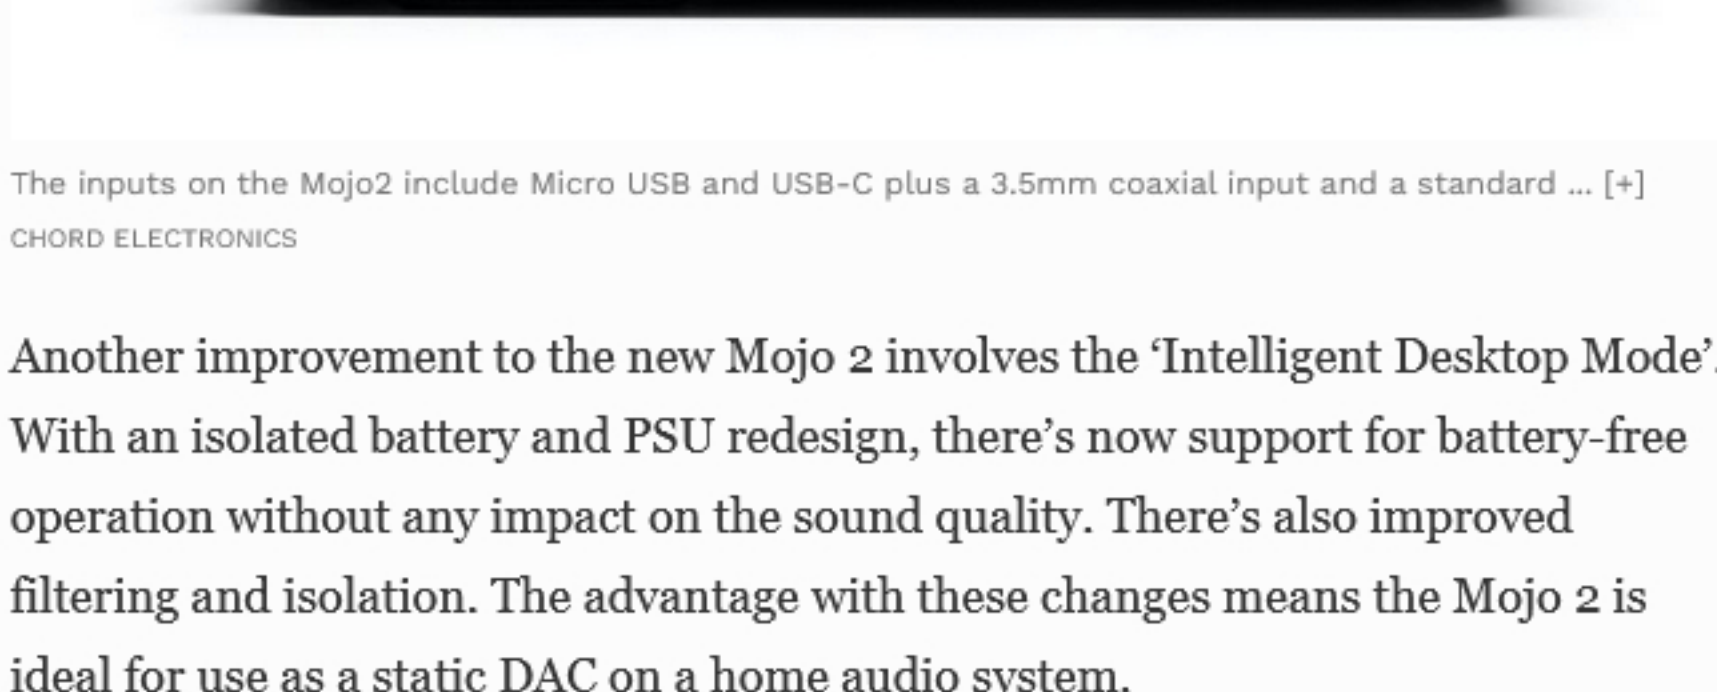 The inputs on the Mojo2 include Micro USB and USB-C plus a 3.5mm coaxial input and a standard ... [+]
CHORD ELECTRONICS
Another improvement to the new Mojo 2 involves the ‘Intelligent Desktop Mode’.
With an isolated battery and PSU redesign, there’s now support for battery-free
operation without any impact on the sound quality. There’s also improved
filtering and isolation. The advantage with these changes means the Mojo 2 is
ideal for use as a static DAC on a home audio system.